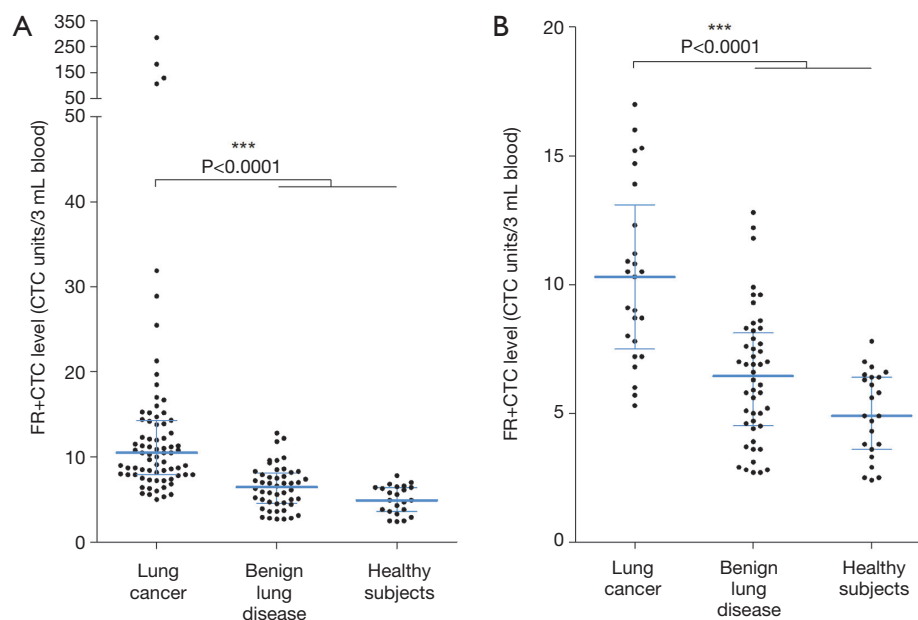 A
FR+CTC level (CTC units/3 mL blood)
350
250
150
50
50
40
30
20
10
0
***
P<0.0001
Lung
cancer
Benign
lung
disease
Healthy
subjects
B
FR+CTC level (CTC units/3 mL blood)
20
15
10
5
0
***
P<0.0001
Lung
cancer
Benign
lung
disease
Healthy
subjects